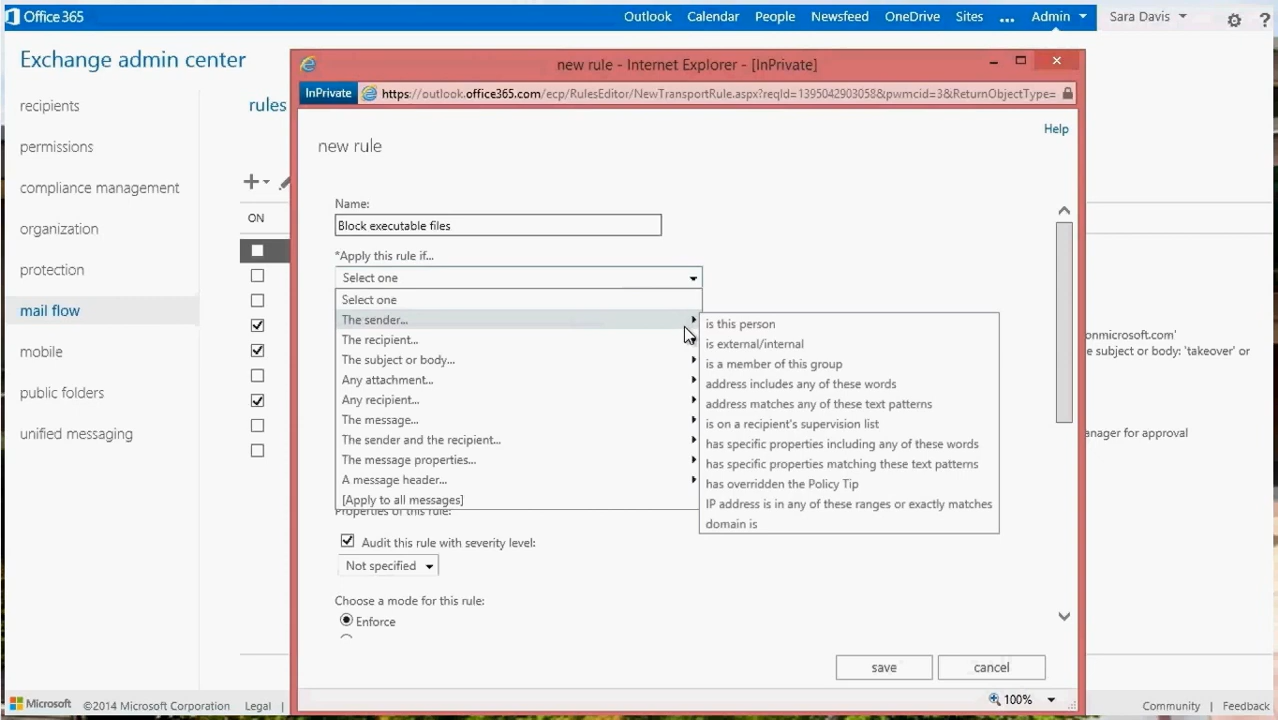 Office 365
Outlook Calendar People Newsfeed OneDrive Sites ... Admin Sara Davis ?
Exchange admin center
recipients
permissions
compliance management
organization
protection
mail flow
mobile
public folders
unified messaging
rules
ON
new rule - Internet Explorer - [InPrivate]
InPrivate https://outlook.office365.com/ecp/RulesEditor/NewTransportRule.aspx?reqId=1395042903058&pwmcid=3&ReturnObjectType=
Help
new rule
Name:
Block executable files
*Apply this rule if...
Select one
Select one
The sender...
The recipient...
The subject or body...
Any attachment...
Any recipient...
The message...
The sender and the recipient...
The message properties...
A message header...
[Apply to all messages]
is this person
is external/internal
is a member of this group
address includes any of these words
address matches any of these text patterns
is on a recipient's supervision list
has specific properties including any of these words
has specific properties matching these text patterns
has overridden the Policy Tip
IP address is in any of these ranges or exactly matches
domain is
Properties of this rule:
Audit this rule with severity level:
Not specified
Choose a mode for this rule:
Enforce
save cancel
100%
onmicrosoft.com'
e subject or body: 'takeover' or
anager for approval
Microsoft ©2014 Microsoft Corporation Legal |
Community | Feedback